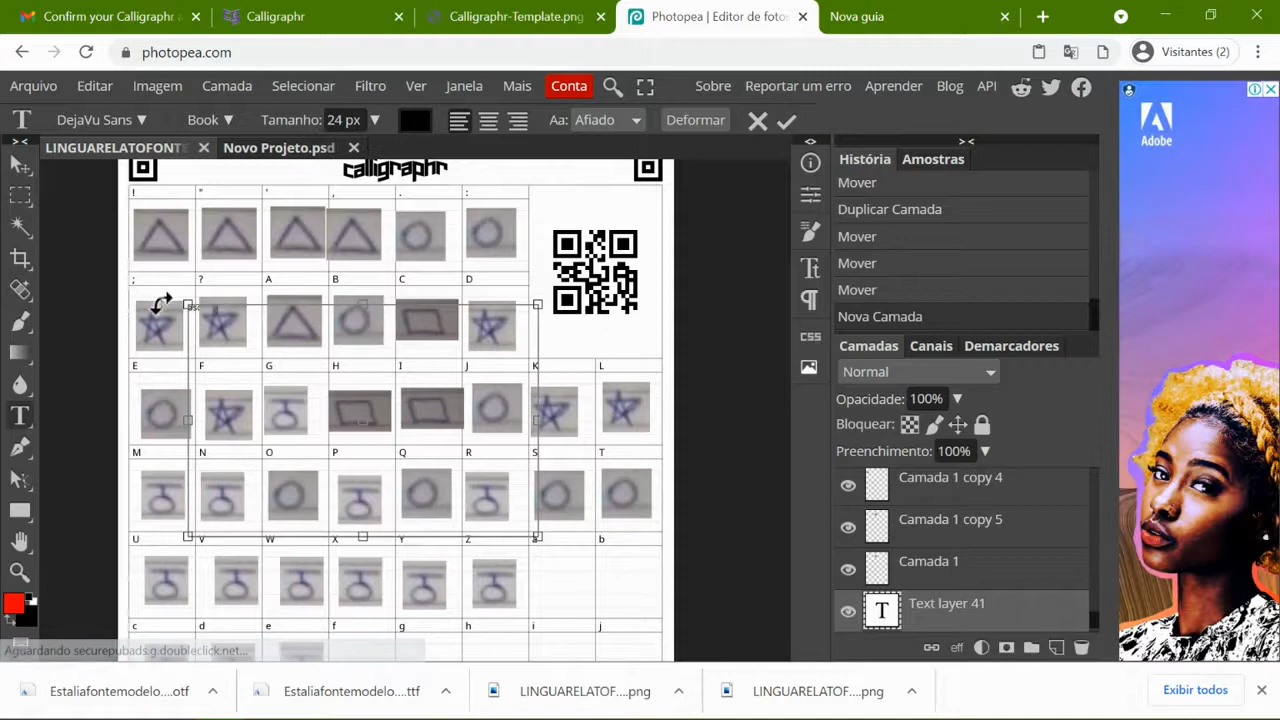 Confirm your Calligraphr a
Calligraphr
Calligraphr-Template.png
Photopea | Editor de fotos
Nova guia
photopea.com
Visitantes (2)
Arquivo Editar Imagem Camada Selecionar Filtro Ver Janela Mais Conta Sobre Reportar um erro Aprender Blog API
DejaVu Sans Book Tamanho: 24 px Aa: Afiado Deformar
LINGUARELATOFONTE
Novo Projeto.psd
calligraphr
! " ' , . :
; ? A B C D
E F G H I J K L
M N O P Q R S T
U V W X Y Z a b
c d e f g h i j
História Amostras
Mover
Duplicar Camada
Mover
Mover
Mover
Nova Camada
Camadas Canais Demarcadores
Normal
Opacidade: 100%
Bloquear:
Preenchimento: 100%
Camada 1 copy 4
Camada 1 copy 5
Camada 1
T Text layer 41
Tt
CSS
Adobe
Aguardando securepubads.g.doubleclick.net...
Estaliafontemodelo....otf
Estaliafontemodelo....ttf
LINGUARELATOF....png
LINGUARELATOF....png
Exibir todos